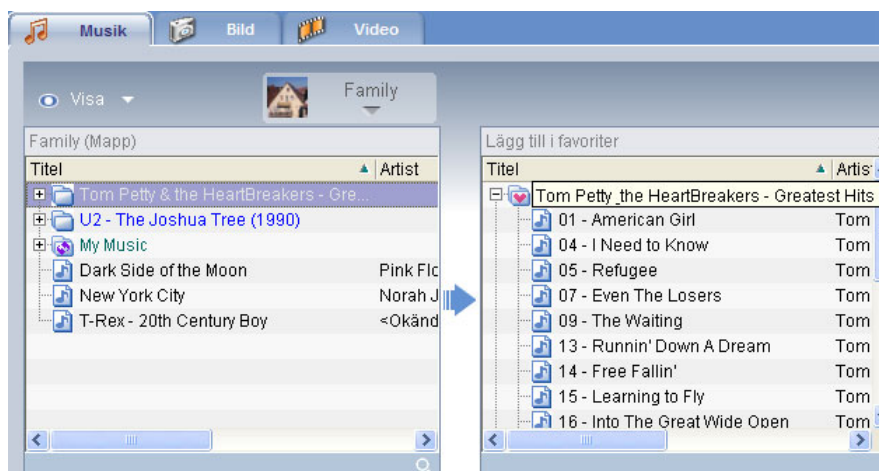 Musik Bild Video
Visa Family
Family (Mapp)
Titel Artist
Tom Petty & the HeartBreakers - Gre...
U2 - The Joshua Tree (1990)
My Music
Dark Side of the Moon Pink Flo
New York City Norah J
T-Rex - 20th Century Boy <Okänd
Lägg till i favoriter
Titel Artis
Tom Petty _the HeartBreakers - Greatest Hits
01 - American Girl Tom
04 - I Need to Know Tom
05 - Refugee Tom
07 - Even The Losers Tom
09 - The Waiting Tom
13 - Runnin' Down A Dream Tom
14 - Free Fallin' Tom
15 - Learning to Fly Tom
16 - Into The Great Wide Open Tom